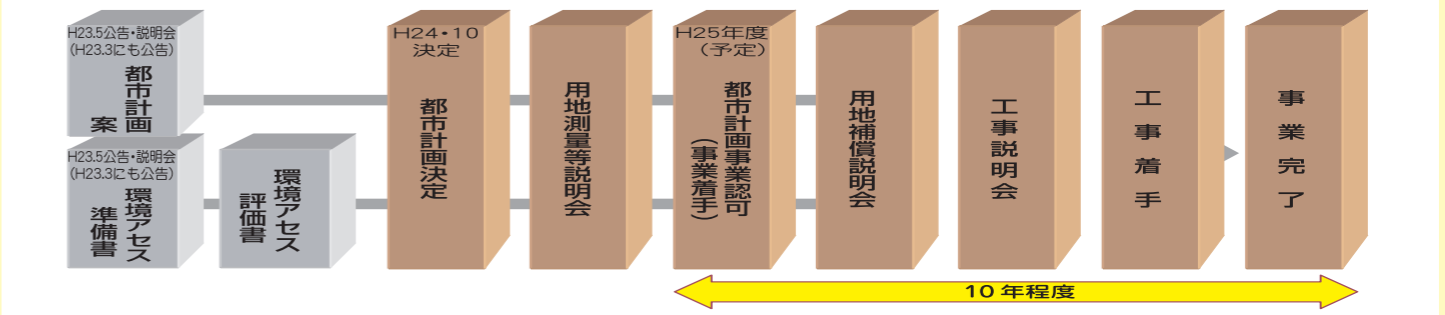 H23.5公告・説明会
(H23.3にも公告)
都市計画
案
H23.5公告・説明会
(H23.3にも公告)
環境アセス
準備書
環境アセス
評価書
H24・10
決定
都市計画決定
用地測量等説明会
H25年度
(予定)
都市計画事業認可
(事業着手)
用地補償説明会
工事説明会
工事着手
事業完了
10年程度